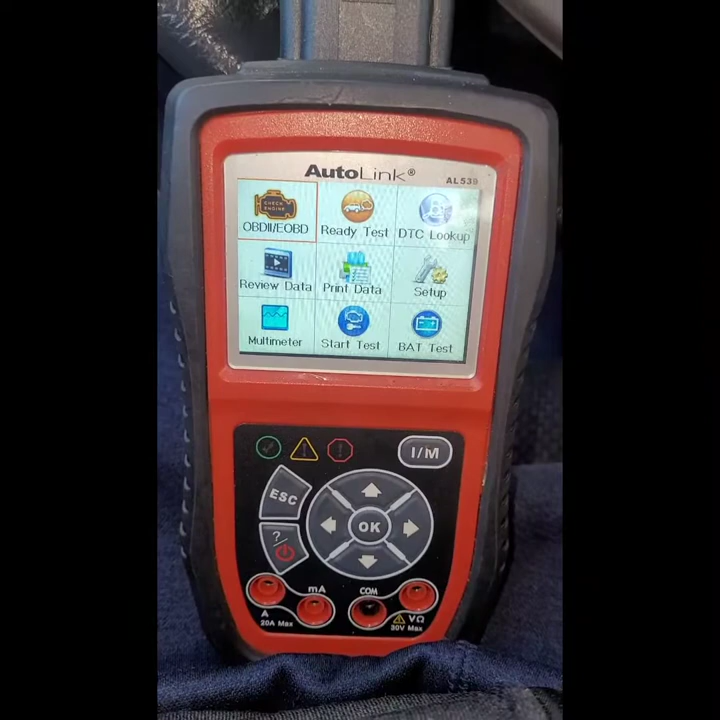 AutoLink®
AL539
CHECK ENGINE
OBDII/EOBD
Ready Test
DTC Lookup
Review Data
Print Data
Setup
Multimeter
Start Test
BAT Test
I/M
ESC
OK
?/
mA
COM
VΩ
A
20A Max
30V Max